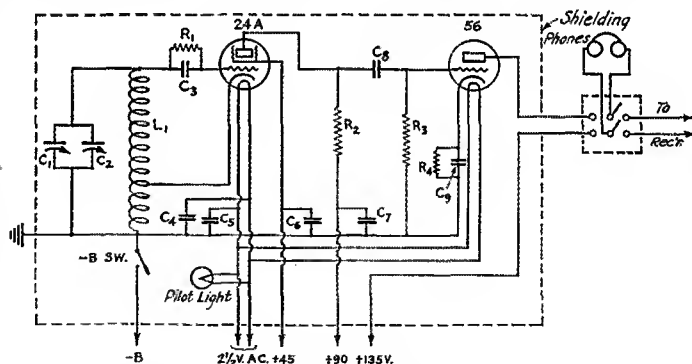 24A
56
Shielding
Phones
R1
C3
C8
L1
C1
C2
R2
R3
R4
C9
To
Rec'r.
C4
C5
C6
C7
-B SW.
Pilot Light
-B
2½V. AC. +45
+90 +135V.